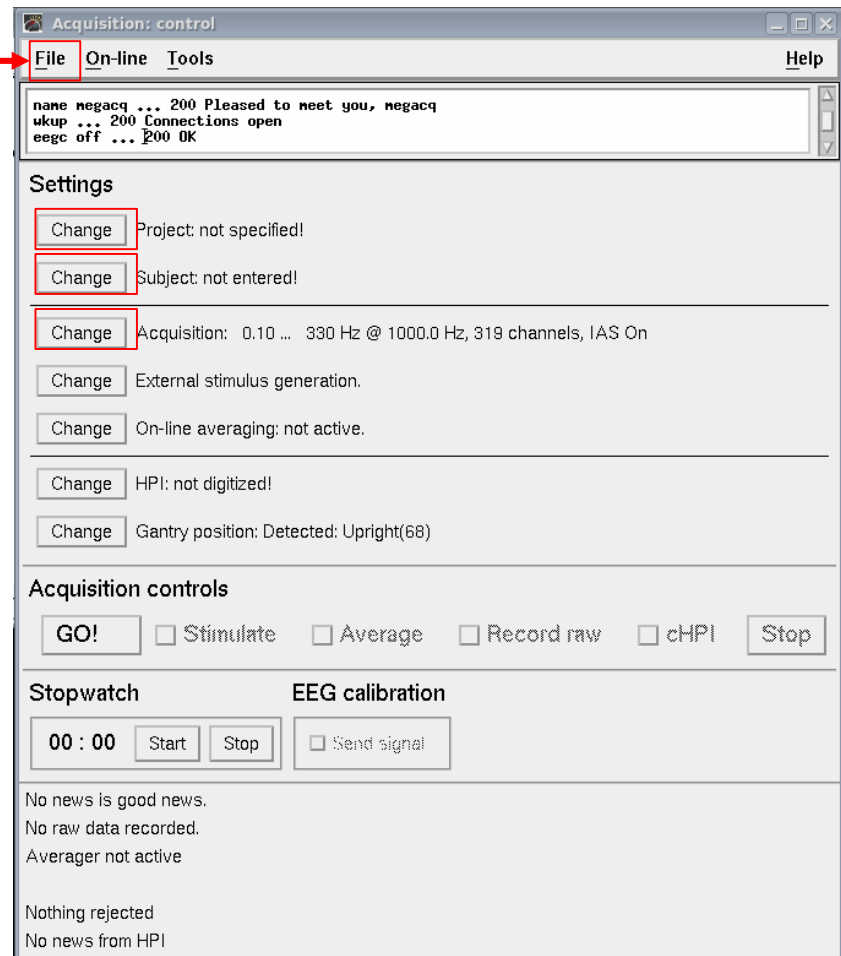 Acquisition: control
File On-line Tools Help
name megacq ... 200 Pleased to meet you, megacq
wkup ... 200 Connections open
eegc off ... 200 OK
Settings
Change Project: not specified!
Change Subject: not entered!
Change Acquisition: 0.10 ... 330 Hz @ 1000.0 Hz, 319 channels, IAS On
Change External stimulus generation.
Change On-line averaging: not active.
Change HPI: not digitized!
Change Gantry position: Detected: Upright(68)
Acquisition controls
GO! Stimulate Average Record raw cHPI Stop
Stopwatch EEG calibration
00 : 00 Start Stop Send signal
No news is good news.
No raw data recorded.
Averager not active
Nothing rejected
No news from HPI